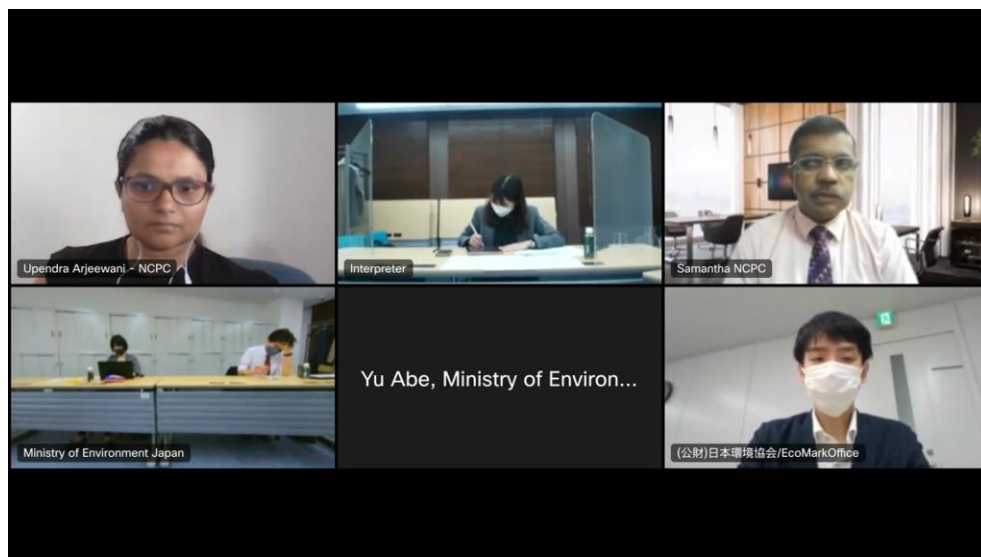 Upendra Arjeewani - NCPC
Interpreter
Samantha NCPC
Ministry of Environment Japan
Yu Abe, Ministry of Environ...
(公財)日本環境協会/EcoMarkOffice